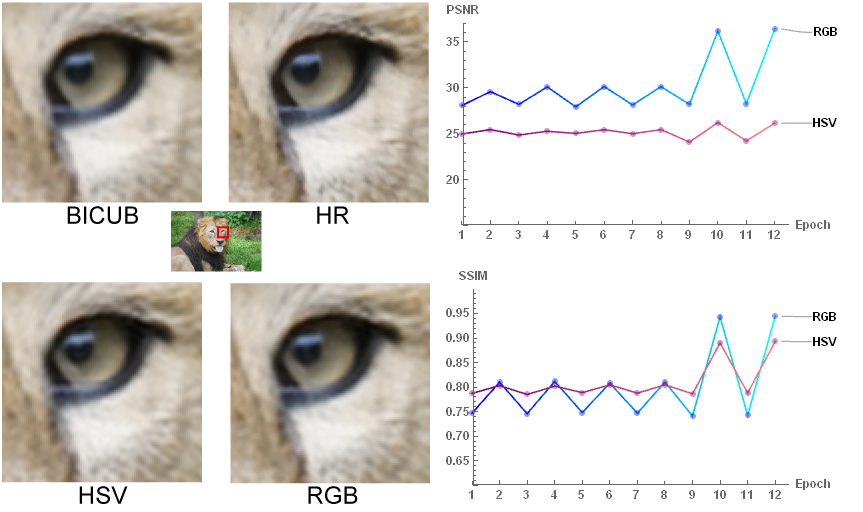 BICUB
HR
HSV
RGB
PSNR
35
30
25
20
1 2 3 4 5 6 7 8 9 10 11 12
Epoch
RGB
HSV
SSIM
0.95
0.90
0.85
0.80
0.75
0.70
0.65
1 2 3 4 5 6 7 8 9 10 11 12
Epoch
RGB
HSV